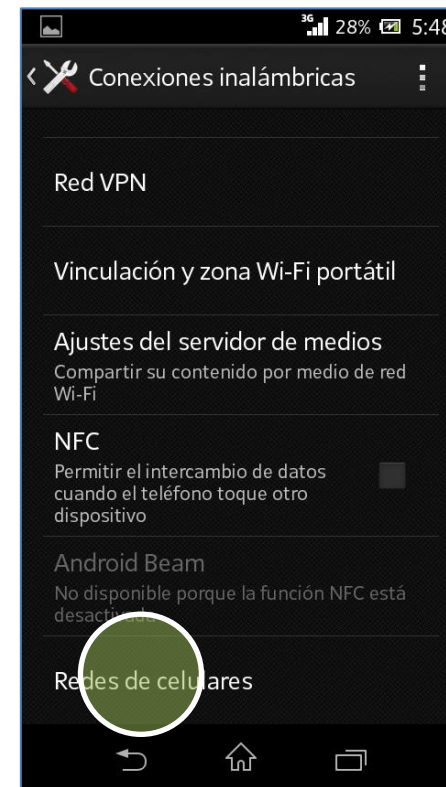 3G 28% 5:48
Conexiones inalámbricas
Red VPN
Vinculación y zona Wi-Fi portátil
Ajustes del servidor de medios
Compartir su contenido por medio de red
Wi-Fi
NFC
Permitir el intercambio de datos
cuando el teléfono toque otro
dispositivo
Android Beam
No disponible porque la función NFC está
desactivada
Redes de celulares